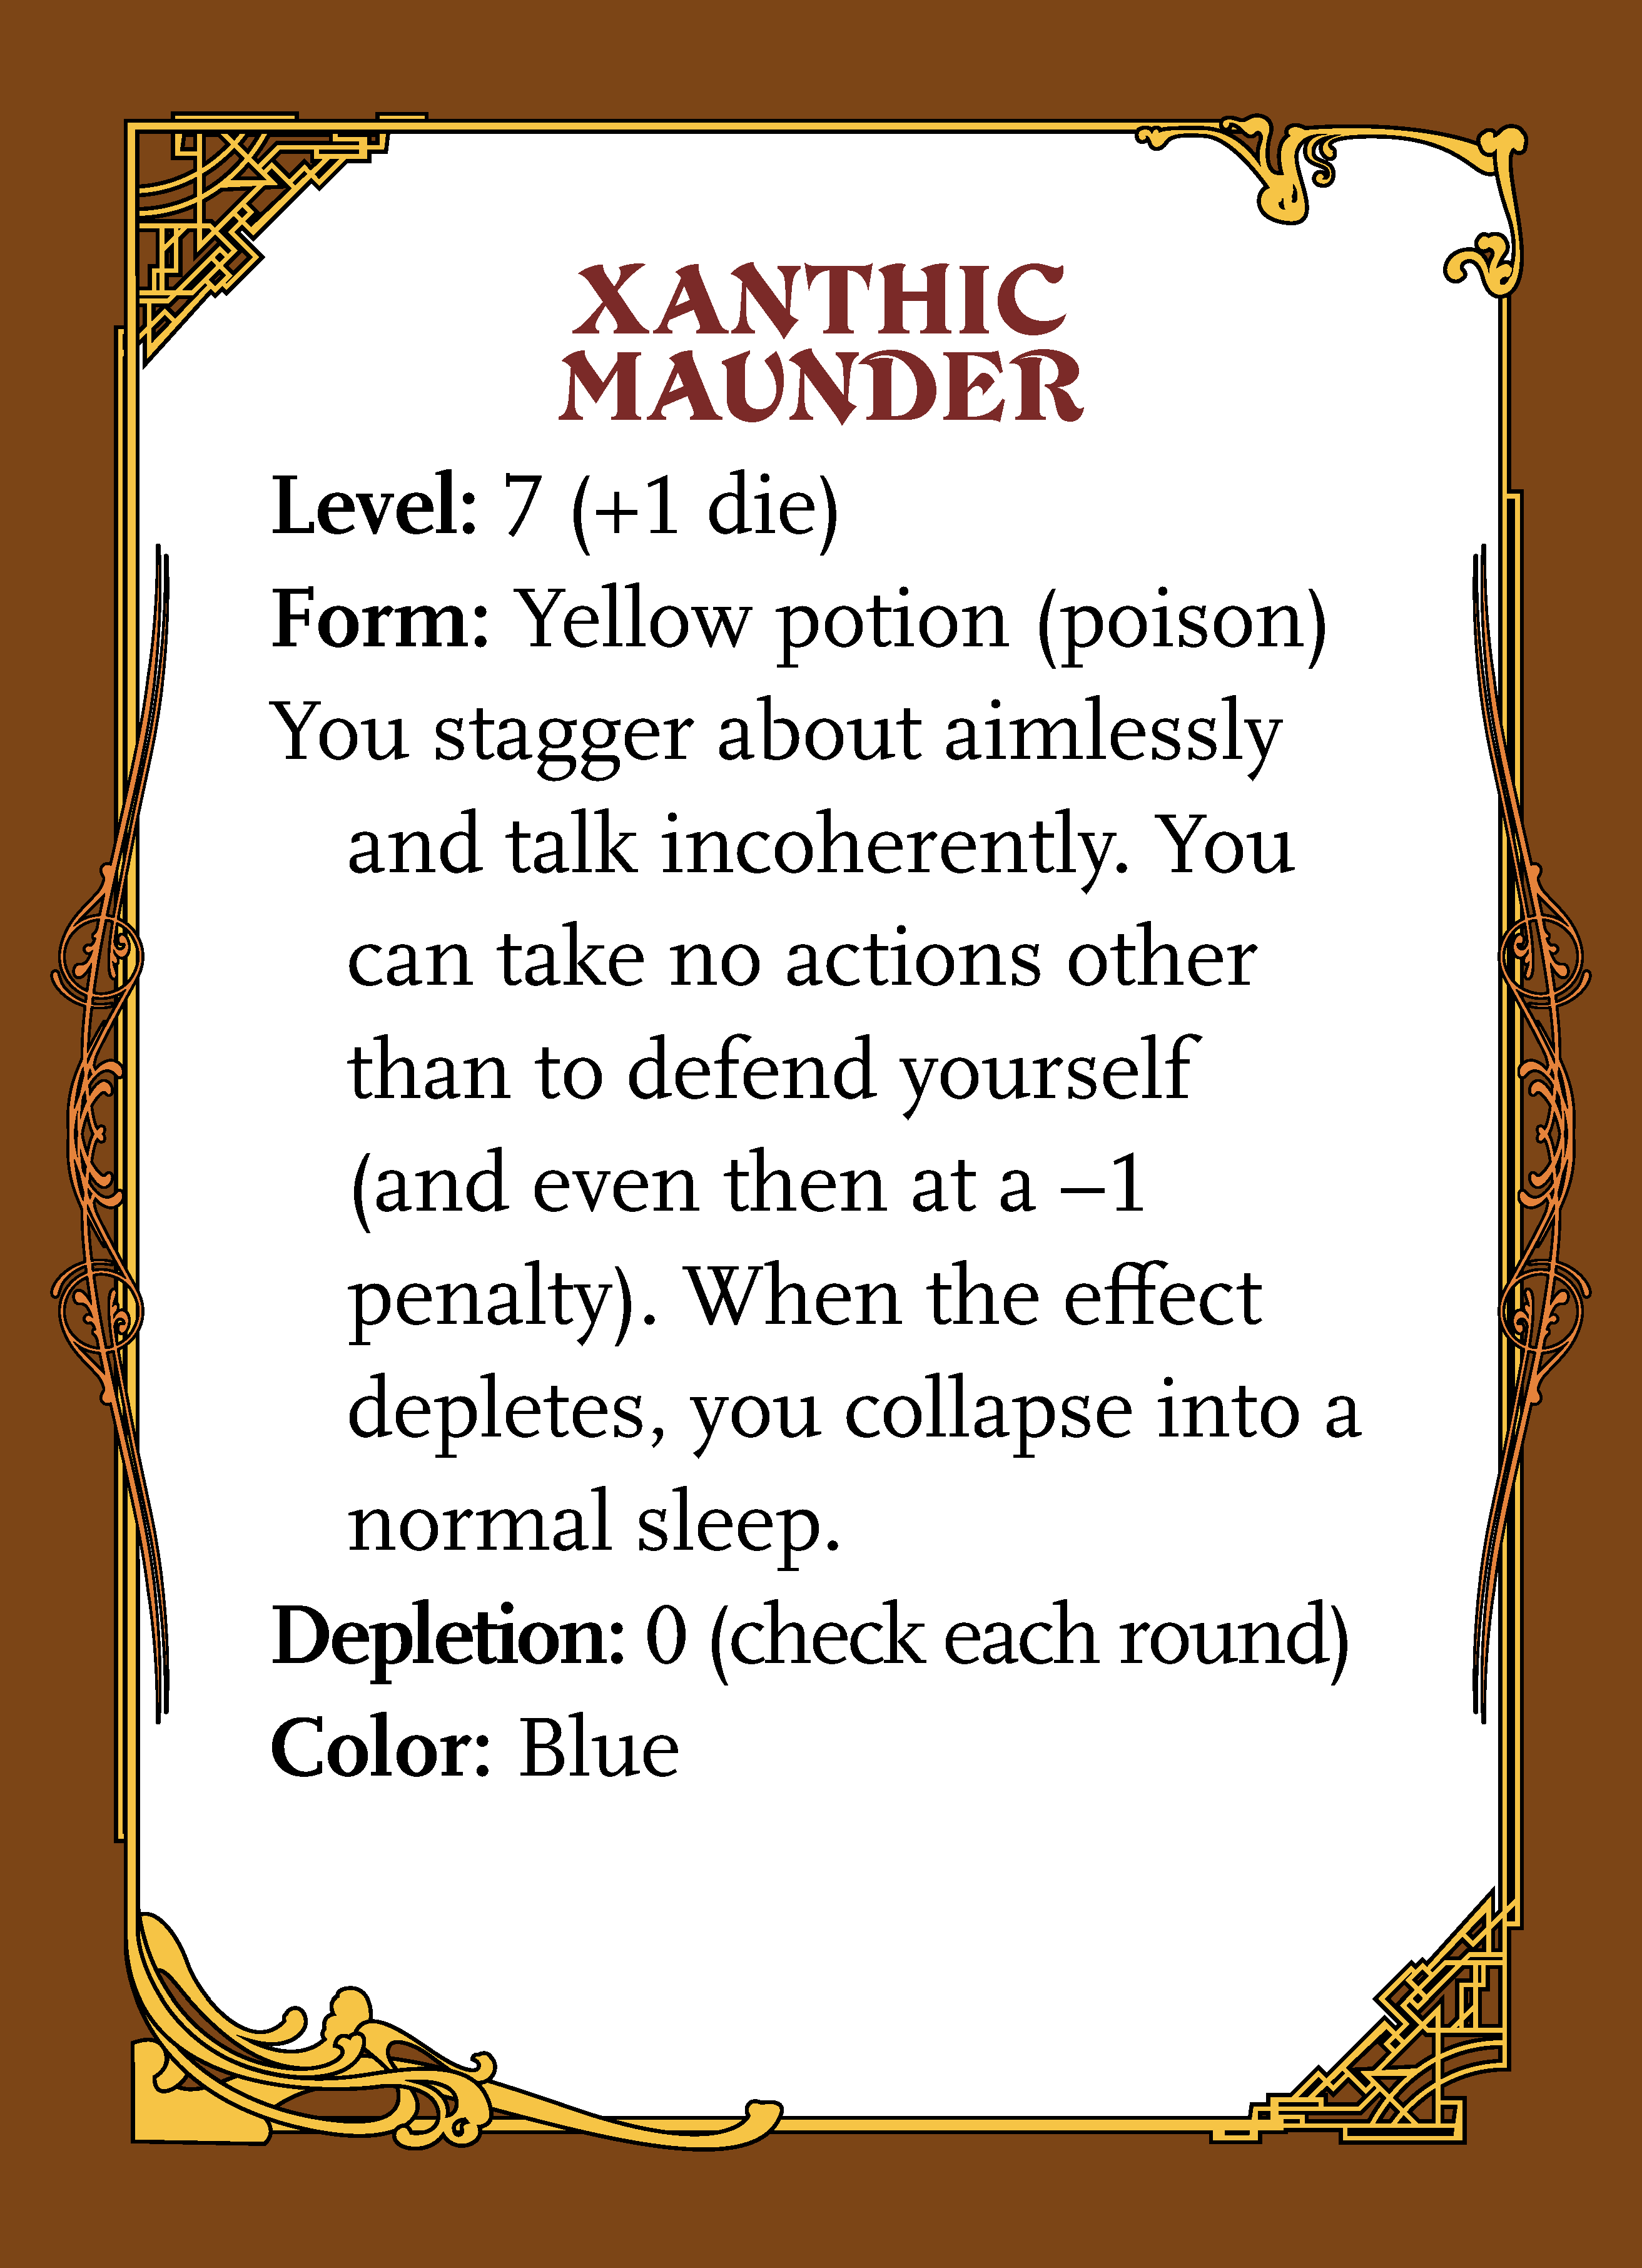 XANTHIC
MAUNDER
Level: 7 (+1 die)
Form: Yellow potion (poison)
You stagger about aimlessly
and talk incoherently. You
can take no actions other
than to defend yourself
(and even then at a –1
penalty). When the effect
depletes, you collapse into a
normal sleep.
Depletion: 0 (check each round)
Color: Blue